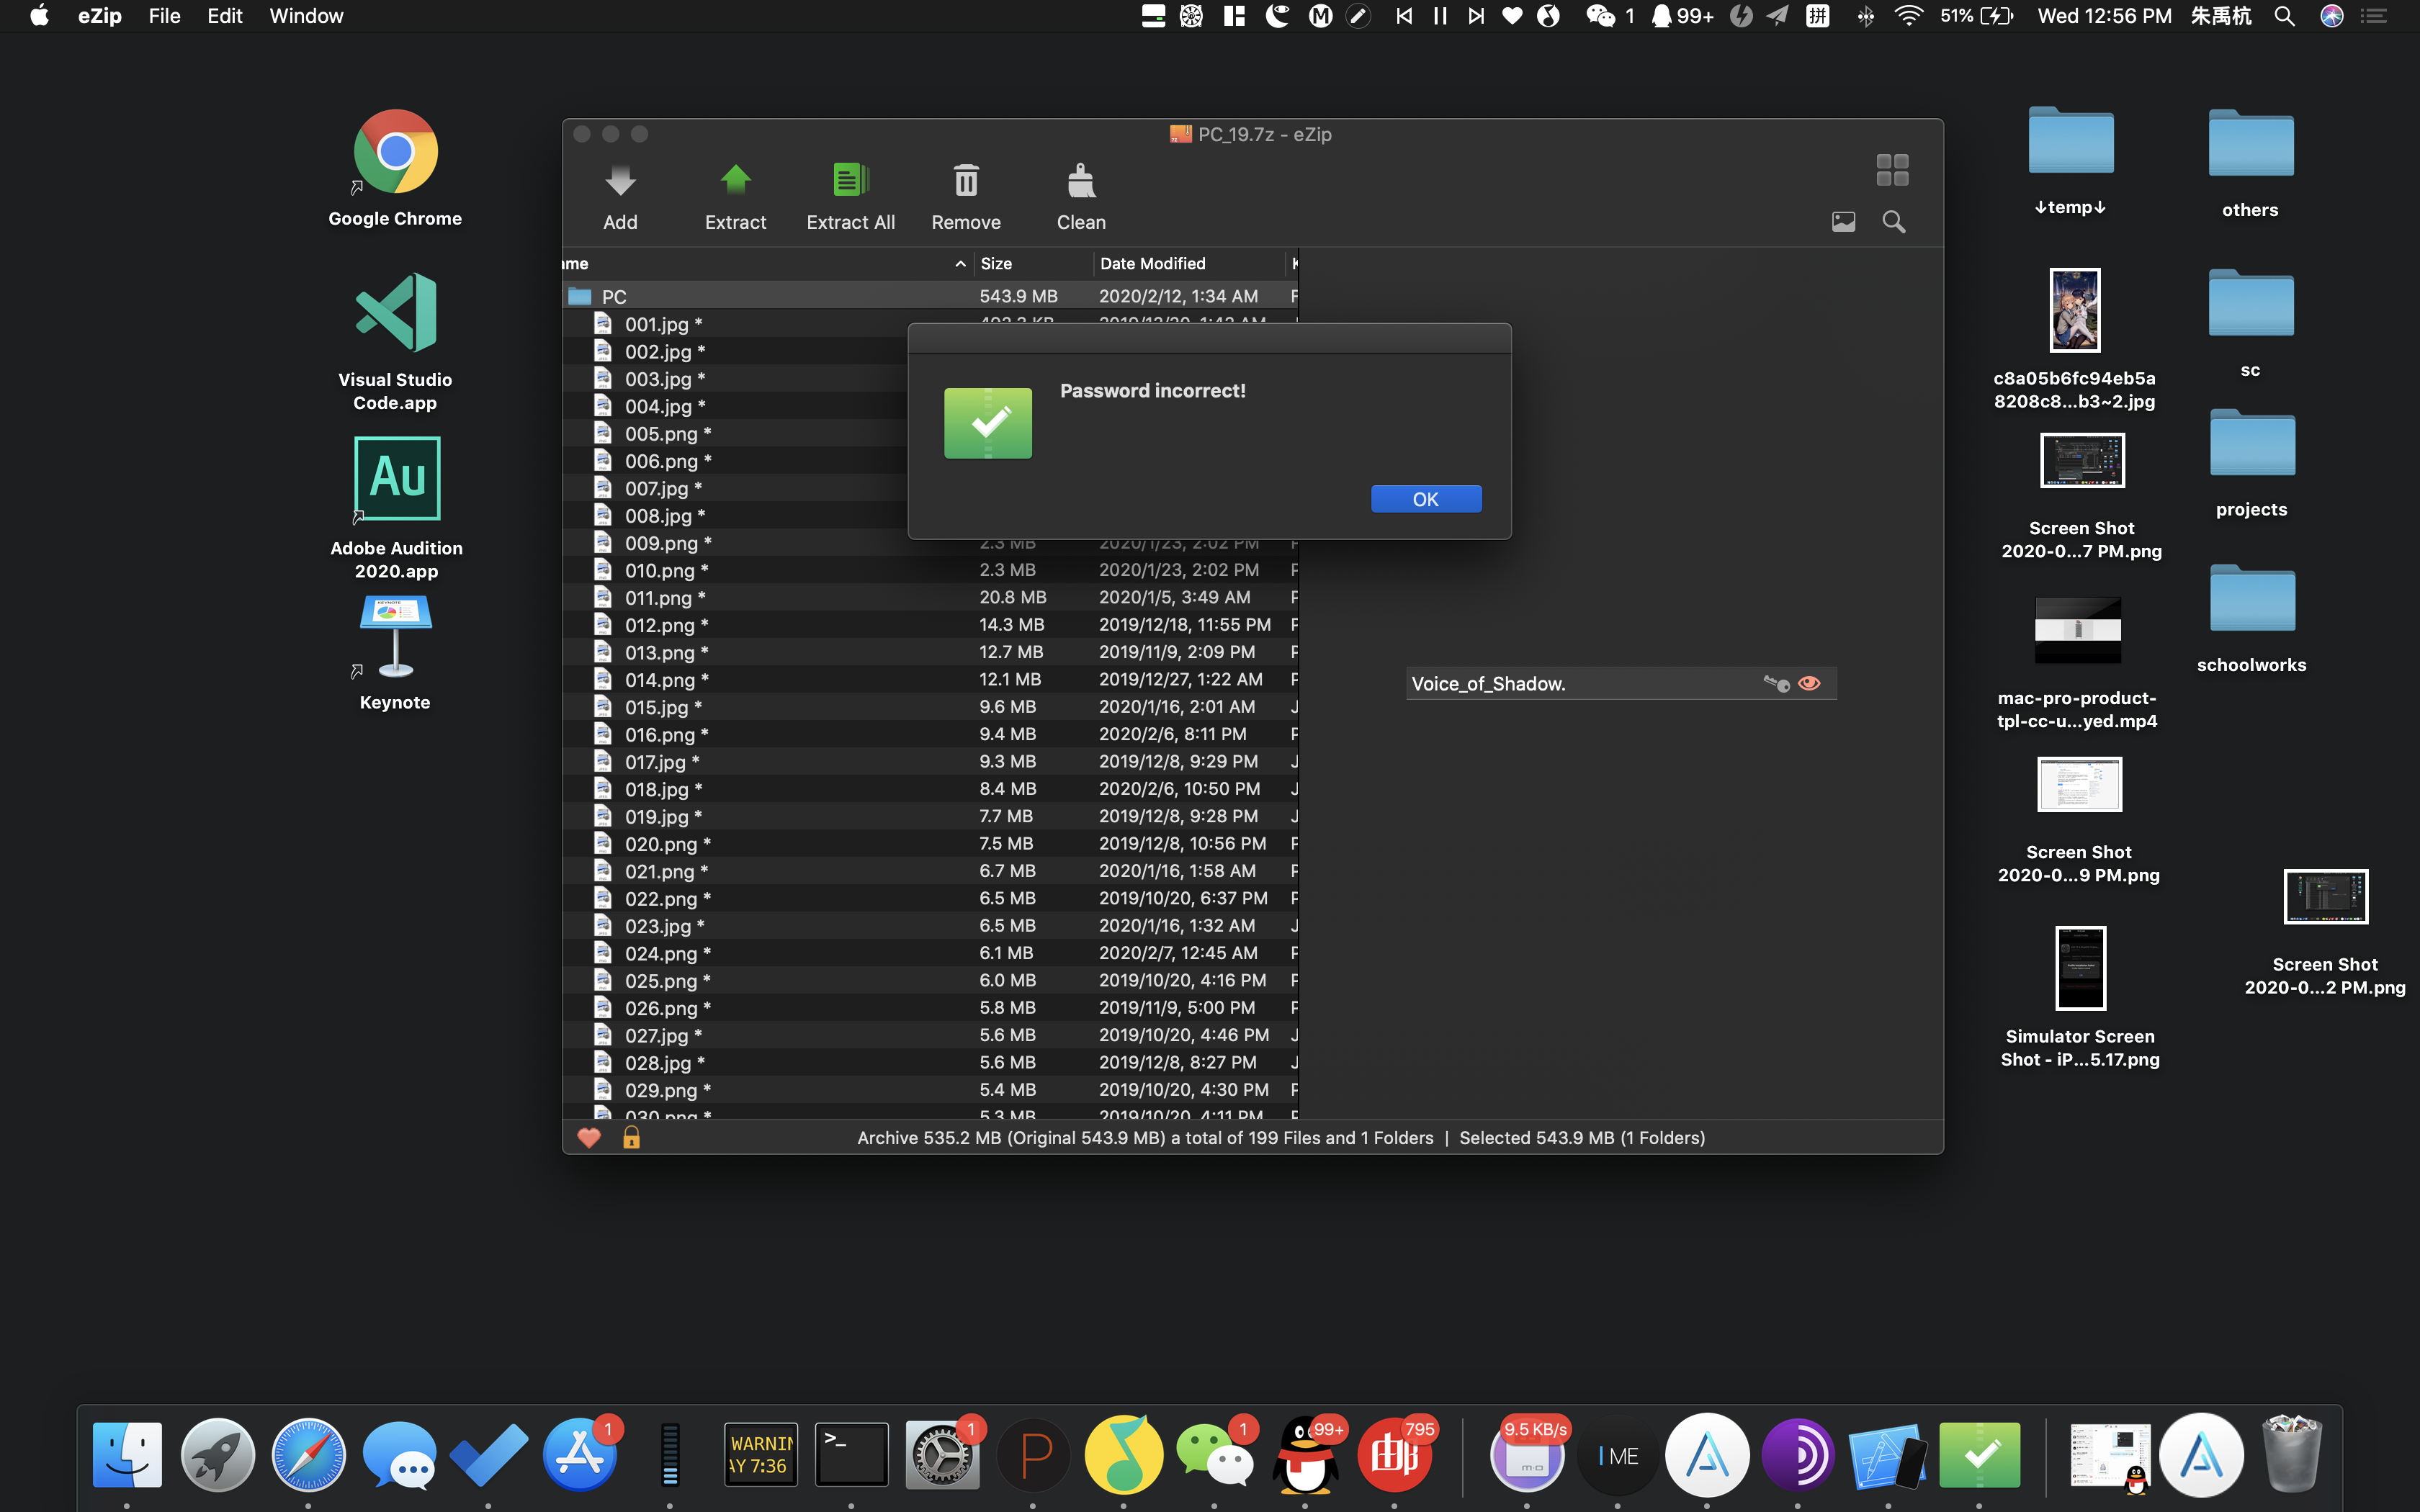 eZip File Edit Window 1 99+ 拼 51% Wed 12:56 PM 朱禹杭
PC_19.7z - eZip
Add Extract Extract All Remove Clean
ame Size Date Modified K
PC 543.9 MB 2020/2/12, 1:34 AM F
001.jpg *
002.jpg *
003.jpg *
004.jpg *
005.png *
006.png *
007.jpg *
008.jpg *
009.png * 2.3 MB 2020/1/23, 2:02 PM
010.png * 2.3 MB 2020/1/23, 2:02 PM F
011.png * 20.8 MB 2020/1/5, 3:49 AM F
012.png * 14.3 MB 2019/12/18, 11:55 PM F
013.png * 12.7 MB 2019/11/9, 2:09 PM F
014.png * 12.1 MB 2019/12/27, 1:22 AM F
015.jpg * 9.6 MB 2020/1/16, 2:01 AM J
016.png * 9.4 MB 2020/2/6, 8:11 PM F
017.jpg * 9.3 MB 2019/12/8, 9:29 PM J
018.jpg * 8.4 MB 2020/2/6, 10:50 PM J
019.jpg * 7.7 MB 2019/12/8, 9:28 PM J
020.png * 7.5 MB 2019/12/8, 10:56 PM F
021.png * 6.7 MB 2020/1/16, 1:58 AM F
022.png * 6.5 MB 2019/10/20, 6:37 PM F
023.jpg * 6.5 MB 2020/1/16, 1:32 AM J
024.png * 6.1 MB 2020/2/7, 12:45 AM F
025.png * 6.0 MB 2019/10/20, 4:16 PM F
026.png * 5.8 MB 2019/11/9, 5:00 PM F
027.jpg * 5.6 MB 2019/10/20, 4:46 PM J
028.jpg * 5.6 MB 2019/12/8, 8:27 PM J
029.png * 5.4 MB 2019/10/20, 4:30 PM F
030.png * 5.3 MB 2019/10/20, 4:11 PM
Password incorrect!
OK
Voice_of_Shadow.
Archive 535.2 MB (Original 543.9 MB) a total of 199 Files and 1 Folders | Selected 543.9 MB (1 Folders)
Google Chrome
Visual Studio
Code.app
Au
Adobe Audition
2020.app
KEYNOTE
Keynote
↓temp↓
others
c8a05b6fc94eb5a
8208c8...b3~2.jpg
sc
Screen Shot
2020-0...7 PM.png
projects
mac-pro-product-
tpl-cc-u...yed.mp4
schoolworks
Screen Shot
2020-0...9 PM.png
Screen Shot
2020-0...2 PM.png
Simulator Screen
Shot - iP...5.17.png
1
WARNIN
AY 7:36
>_
1
P
1
99+
795
邮
9.5 KB/s
m-o
IME